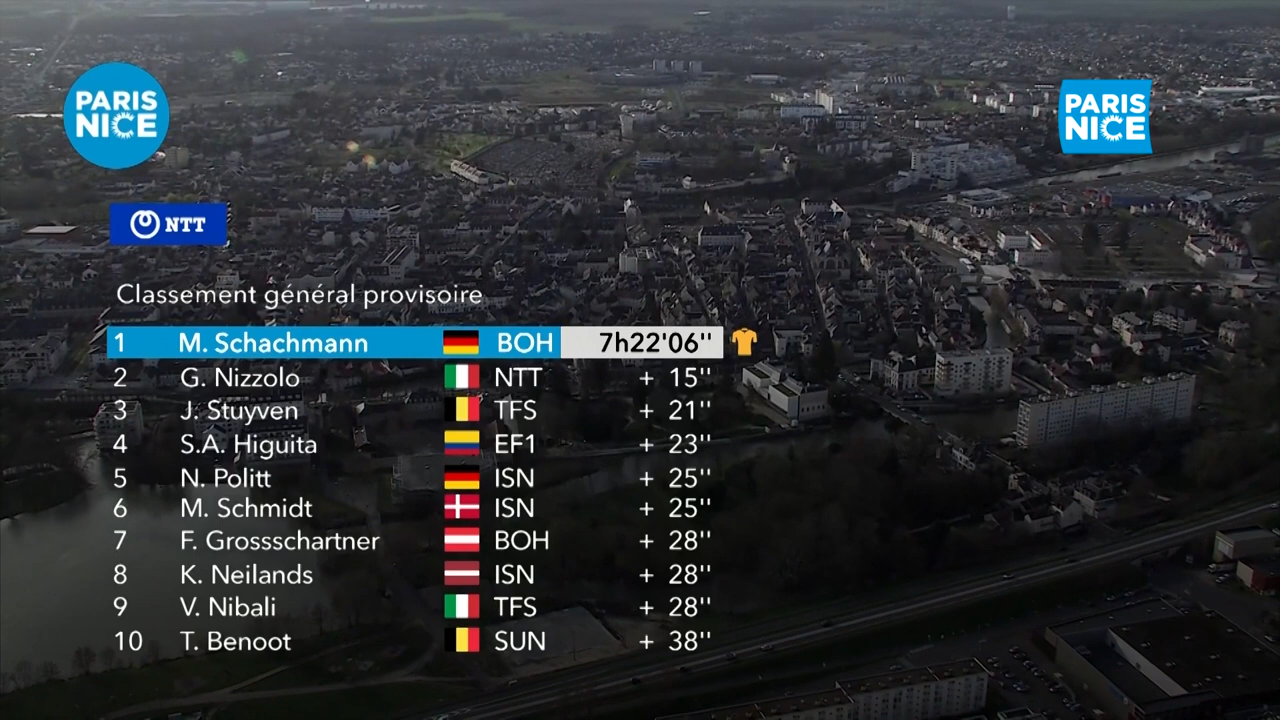 PARIS
NICE
PARIS
NICE
NTT
Classement général provisoire
1 M. Schachmann BOH 7h22'06''
2 G. Nizzolo NTT + 15''
3 J. Stuyven TFS + 21''
4 S.A. Higuita EF1 + 23''
5 N. Politt ISN + 25''
6 M. Schmidt ISN + 25''
7 F. Grossschartner BOH + 28''
8 K. Neilands ISN + 28''
9 V. Nibali TFS + 28''
10 T. Benoot SUN + 38''